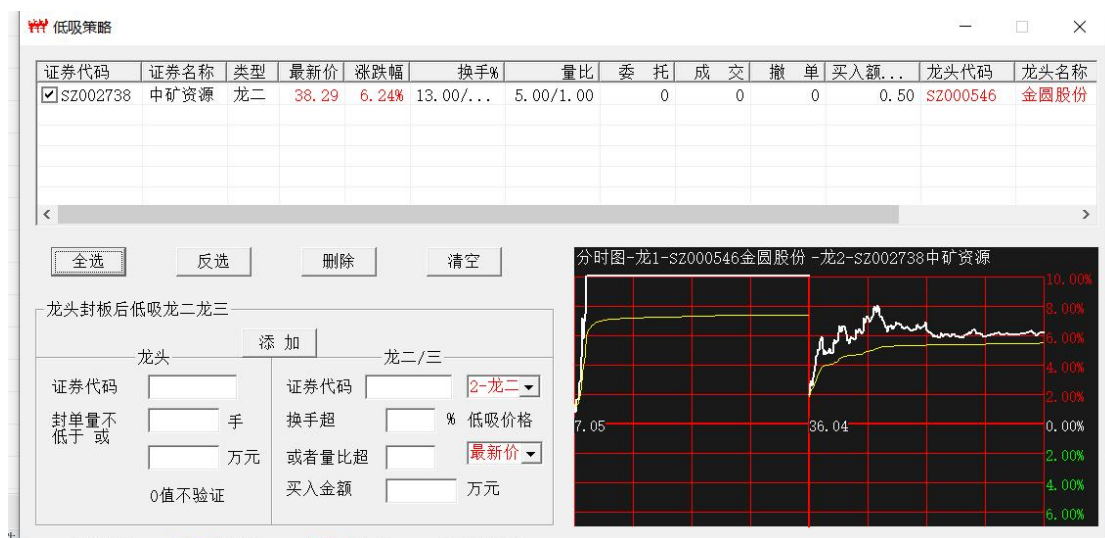 低吸策略
证券代码 证券名称 类型 最新价 涨跌幅 换手% 量比 委 托 成 交 撤 单 买入额... 龙头代码 龙头名称
SZ002738 中矿资源 龙二 38.29 6.24% 13.00/... 5.00/1.00 0 0 0 0.50 SZ000546 金圆股份
全选 反选 删除 清空
分时图-龙1-SZ000546金圆股份 -龙2-SZ002738中矿资源
10.00%
8.00%
6.00%
4.00%
2.00%
7.05 36.04 0.00%
2.00%
4.00%
6.00%
龙头封板后低吸龙二龙三
添 加
龙头 龙二/三
证券代码 证券代码 2-龙二
封单量不低于 或 手 换手超 % 低吸价格
万元 或者量比超 最新价
0值不验证 买入金额 万元